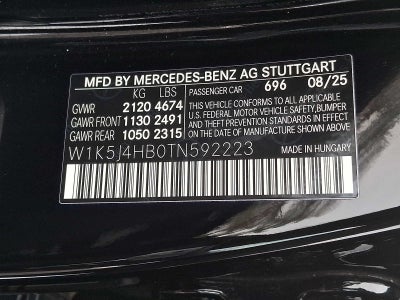 MFD BY MERCEDES-BENZ AG STUTTGART
KG LBS PASSENGER CAR 696 08/25
GVWR 2120 4674
GAWR FRONT 1130 2491
GAWR REAR 1050 2315
THIS VEHICLE CONFORMS TO ALL APPLICABLE
U.S. FEDERAL MOTOR VEHICLE SAFETY, BUMPER
AND THEFT PREVENTION STANDARDS IN EFFECT
ON THE DATE OF MANUFACTURE SHOWN ABOVE.
W1K5J4HB0TN592223
MADE IN HUNGARY